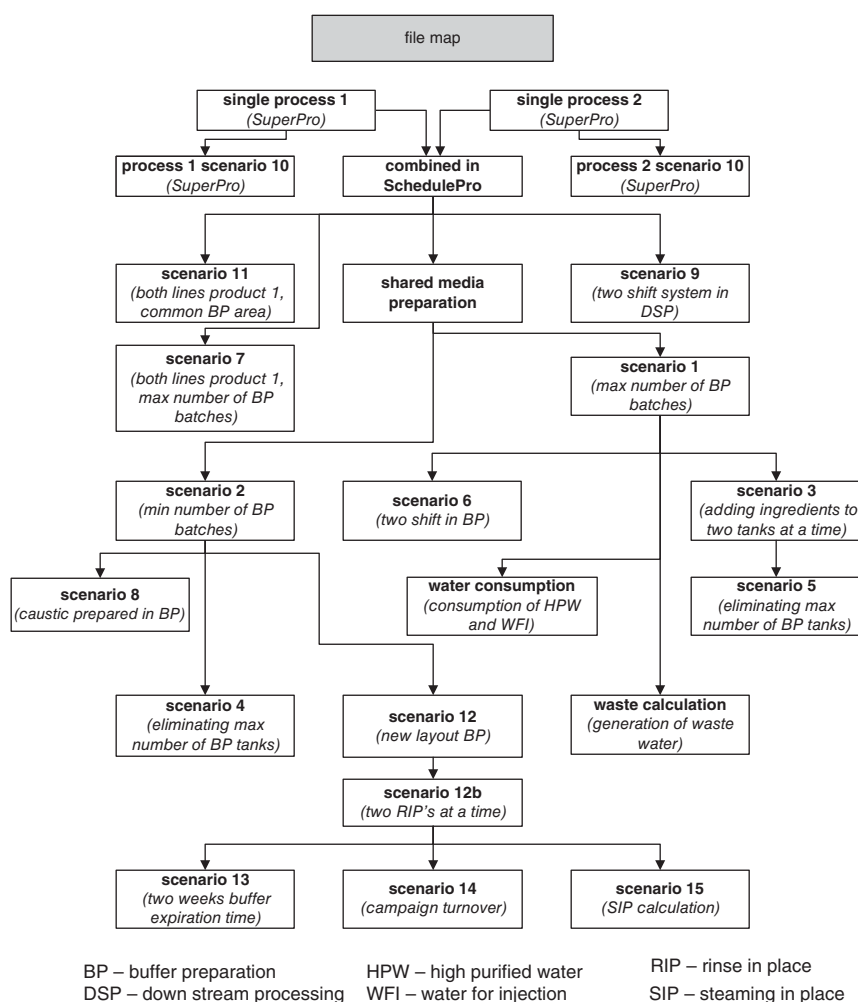 file map
single process 1
(SuperPro)
single process 2
(SuperPro)
process 1 scenario 10
(SuperPro)
combined in
SchedulePro
process 2 scenario 10
(SuperPro)
scenario 11
(both lines product 1,
common BP area)
shared media
preparation
scenario 9
(two shift system in
DSP)
scenario 7
(both lines product 1,
max number of BP
batches)
scenario 1
(max number of BP
batches)
scenario 2
(min number of BP
batches)
scenario 6
(two shift in BP)
scenario 3
(adding ingredients to
two tanks at a time)
scenario 8
(caustic prepared in BP)
water consumption
(consumption of HPW
and WFI)
scenario 5
(eliminating max
number of BP tanks)
scenario 4
(eliminating max
number of BP tanks)
scenario 12
(new layout BP)
waste calculation
(generation of waste
water)
scenario 12b
(two RIP's at a time)
scenario 13
(two weeks buffer
expiration time)
scenario 14
(campaign turnover)
scenario 15
(SIP calculation)
BP – buffer preparation
DSP – down stream processing
HPW – high purified water
WFI – water for injection
RIP – rinse in place
SIP – steaming in place